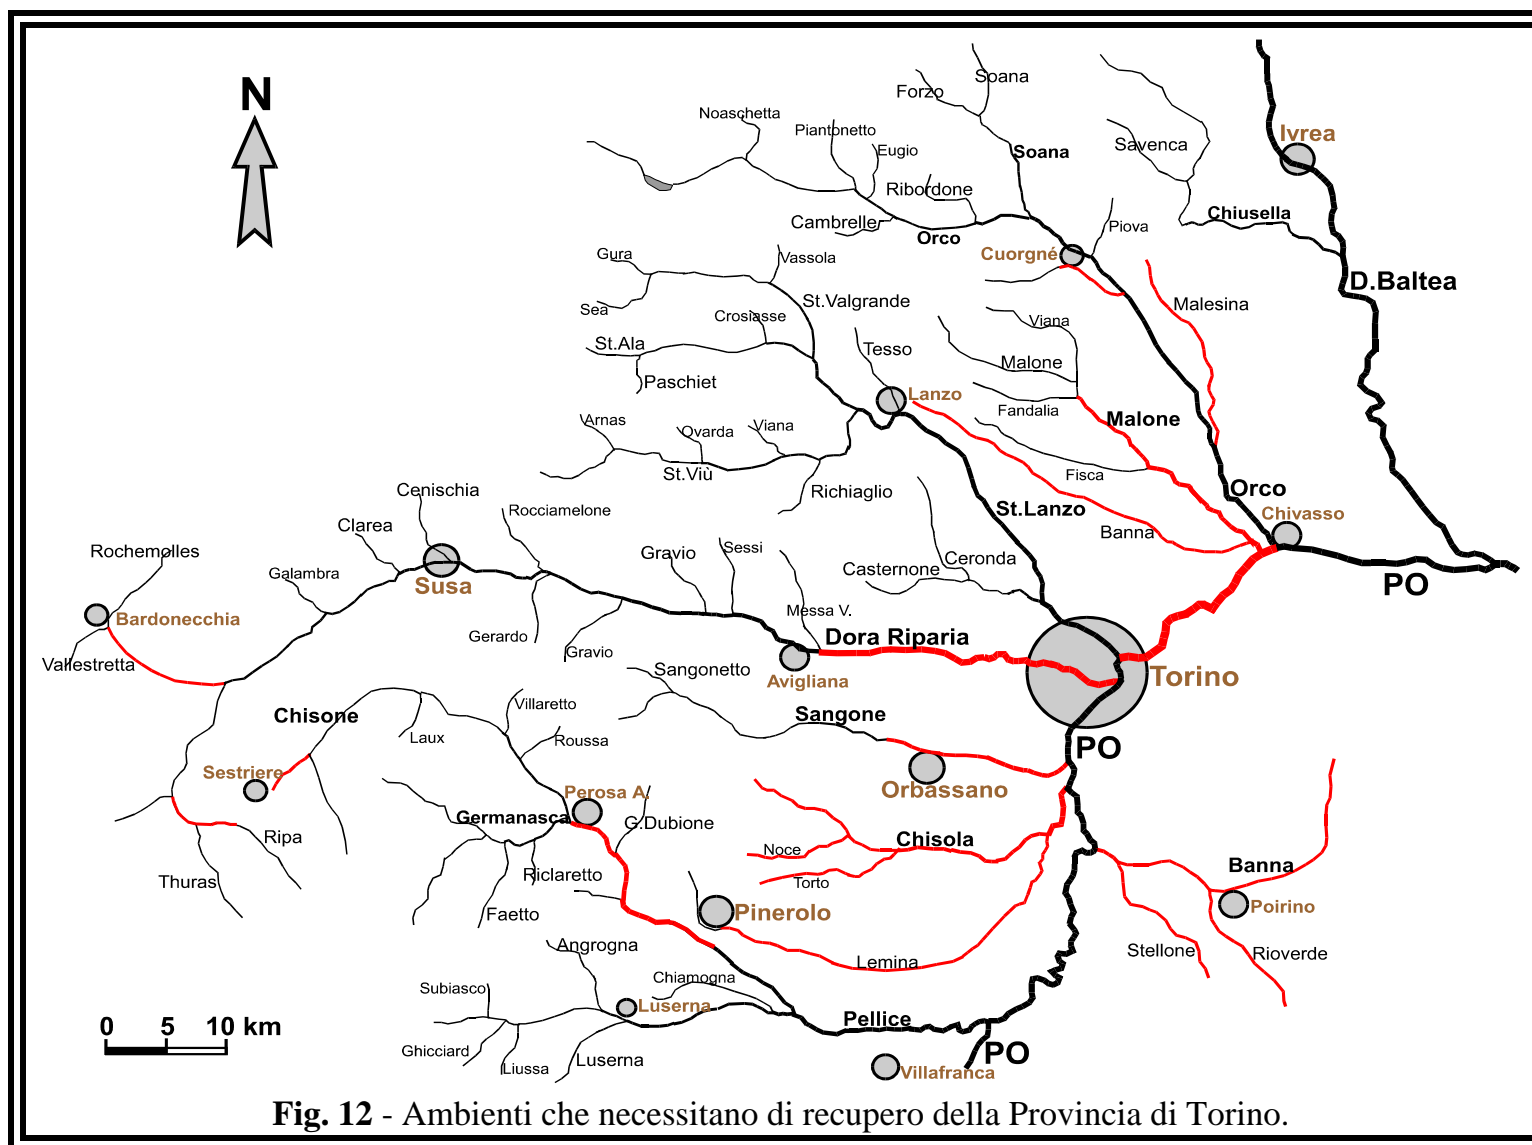 N
Soana
Forzo
Noaschetta
Piantonetto
Ivrea
Eugio
Soana
Savenca
Ribordone
Cambrelle
Orco
Chiusella
Piova
Gura
Vassola
Cuorgné
D.Baltea
Sea
St.Valgrande
Malesina
Crosiasse
Viana
St.Ala
Tesso
Malone
Paschiet
Lanzo
Fandalia
Malone
Arnas
Ovarda
Viana
St.Viù
Fisca
Cenischia
Richiaglio
Orco
Rocciamelone
St.Lanzo
Chivasso
Clarea
Banna
Rochemolles
Gravio
Sessi
Ceronda
Galambra
Casternone
Susa
PO
Bardonecchia
Messa V.
Gerardo
Dora Riparia
Gravio
Vallestretta
Sangonetto
Avigliana
Torino
Villaretto
Chisone
Sangone
Laux
Roussa
PO
Sestriere
Perosa A.
Orbassano
Germanasca
G.Dubione
Ripa
Noce
Chisola
Banna
Thuras
Riclaretto
Torto
Faetto
Pinerolo
Poirino
Angrogna
Stellone
Rioverde
Lemina
Chiamogna
Subiasco
Luserna
0 5 10 km
Pellice
Ghicciard
Liussa
Luserna
PO
Villafranca
Fig. 12 - Ambienti che necessitano di recupero della Provincia di Torino.